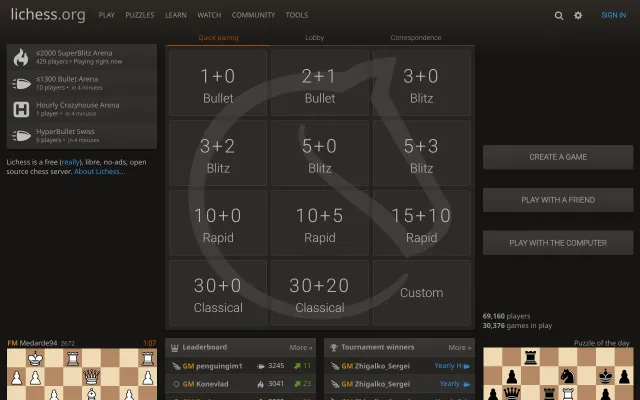 lichess.org PLAY PUZZLES LEARN WATCH COMMUNITY TOOLS SIGN IN
Quick pairing Lobby Correspondence
≤2000 SuperBlitz Arena
429 players • Playing right now
≤1300 Bullet Arena
10 players • in 4 minutes
Hourly Crazyhouse Arena
1 player • in 4 minutes
HyperBullet Swiss
5 players • in 4 minutes
Lichess is a free (really), libre, no-ads, open
source chess server. About Lichess...
1+0
Bullet
2+1
Bullet
3+0
Blitz
3+2
Blitz
5+0
Blitz
5+3
Blitz
10+0
Rapid
10+5
Rapid
15+10
Rapid
30+0
Classical
30+20
Classical
Custom
CREATE A GAME
PLAY WITH A FRIEND
PLAY WITH THE COMPUTER
69,160 players
30,376 games in play
FM Medarde94 2672 1:07
Leaderboard More »
GM penguingim1 3245 11
GM Konevlad 3041 23
Tournament winners More »
GM Zhigalko_Sergei Yearly H
GM Zhigalko_Sergei Yearly
Puzzle of the day